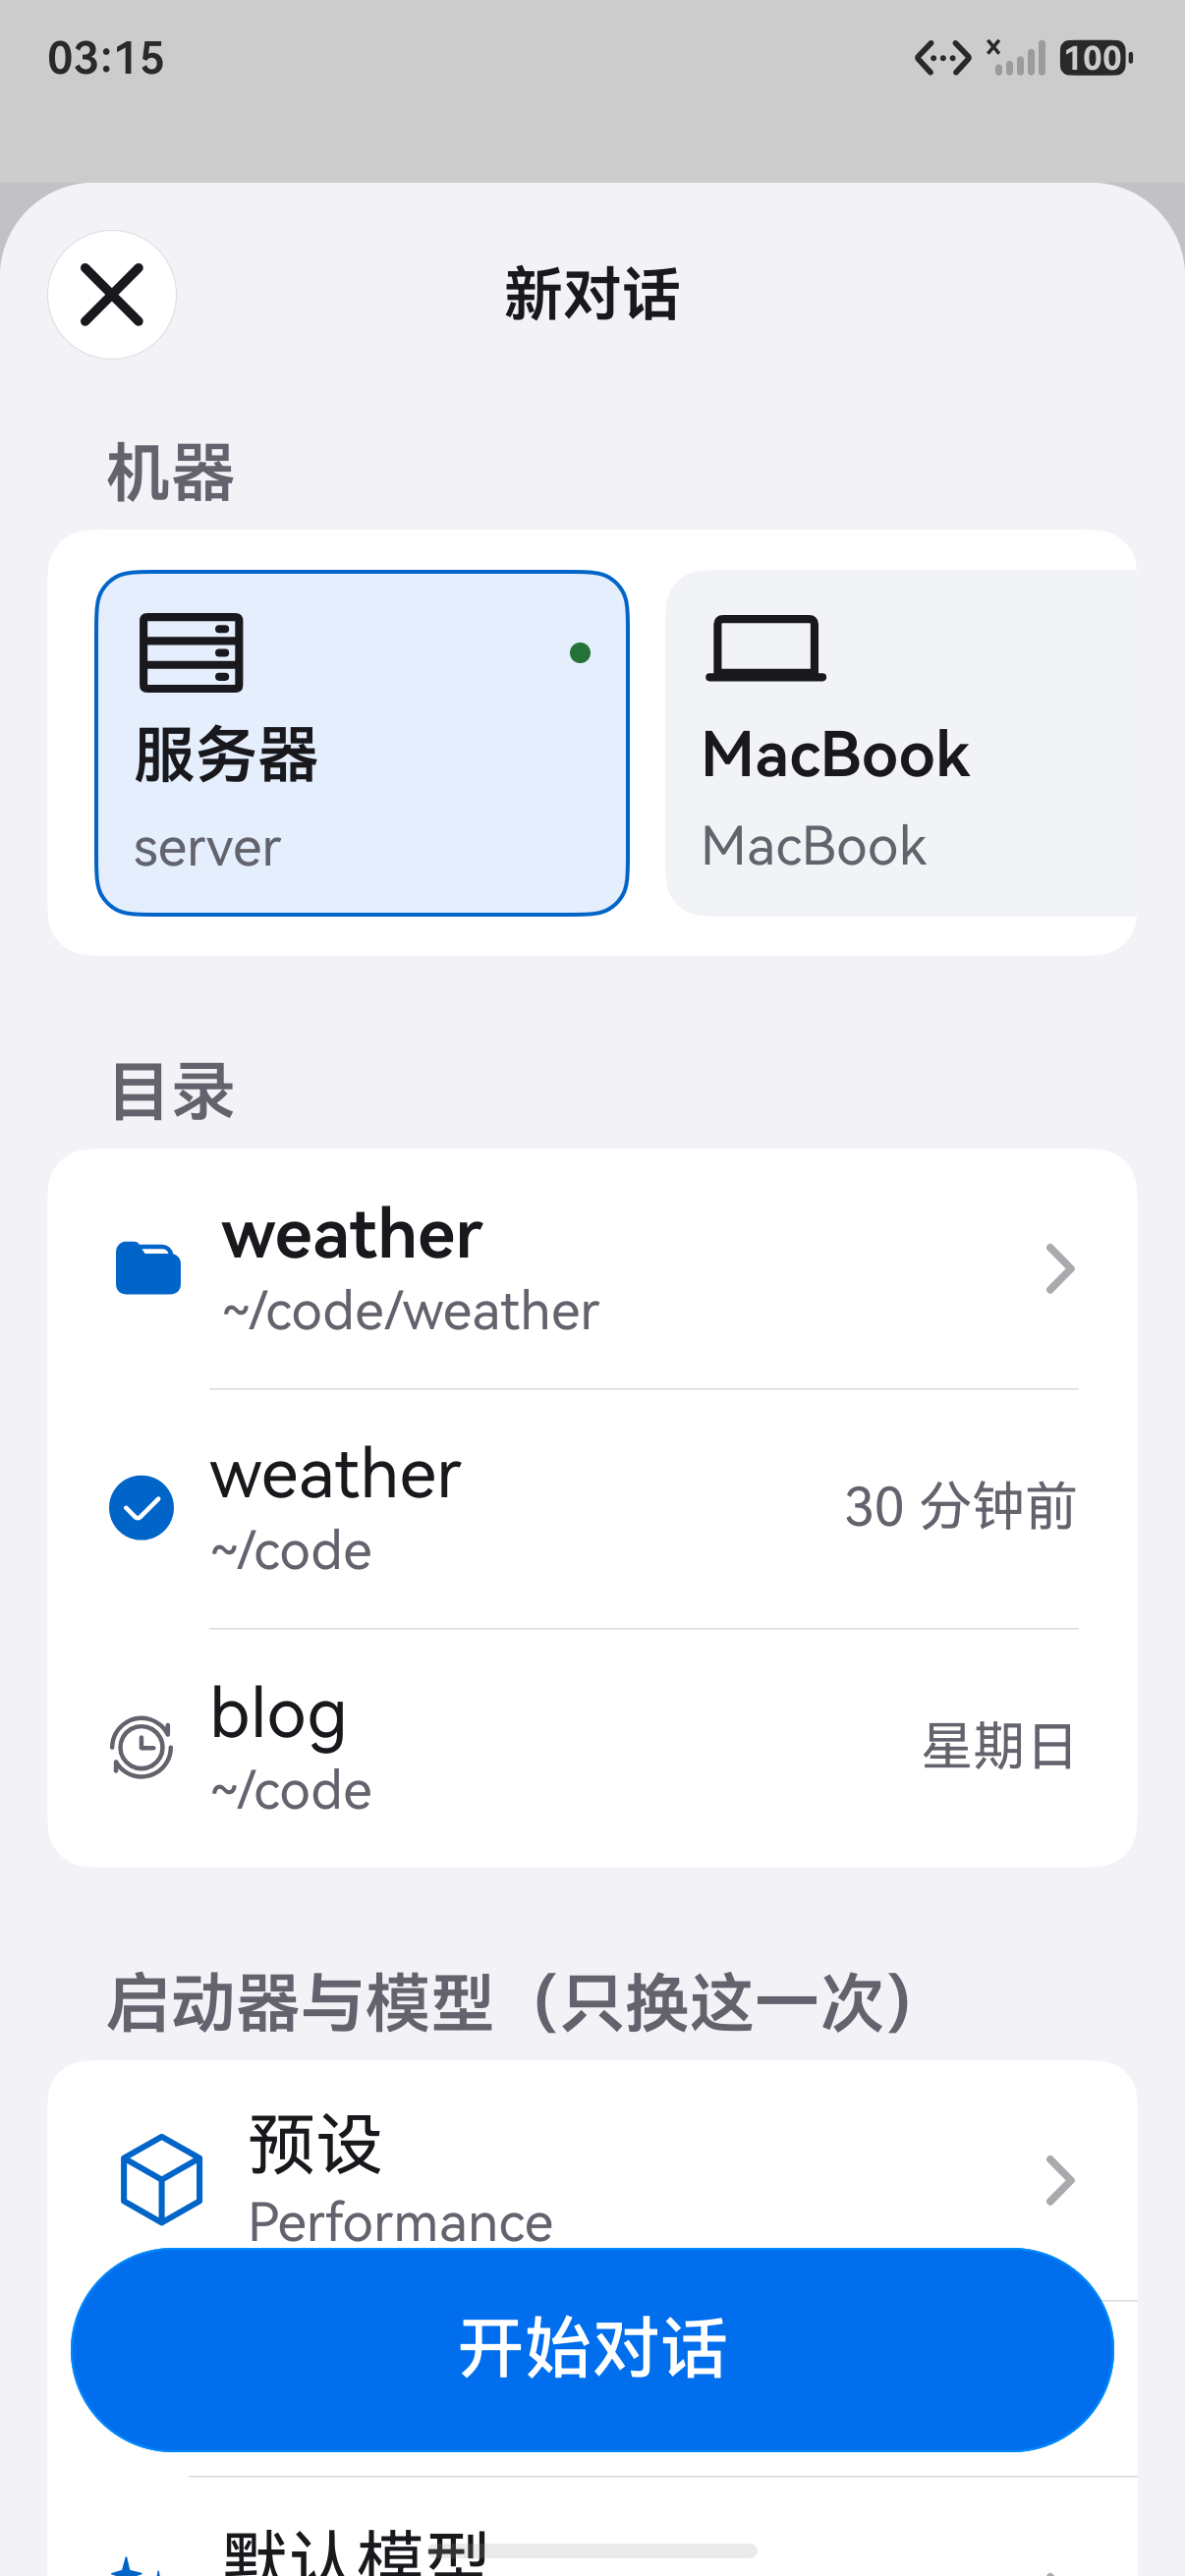 03:15
100
新对话
机器
服务器
server
MacBook
MacBook
目录
weather
~/code/weather
weather
~/code
30 分钟前
blog
~/code
星期日
启动器与模型（只换这一次）
预设
Performance
开始对话
默认模型